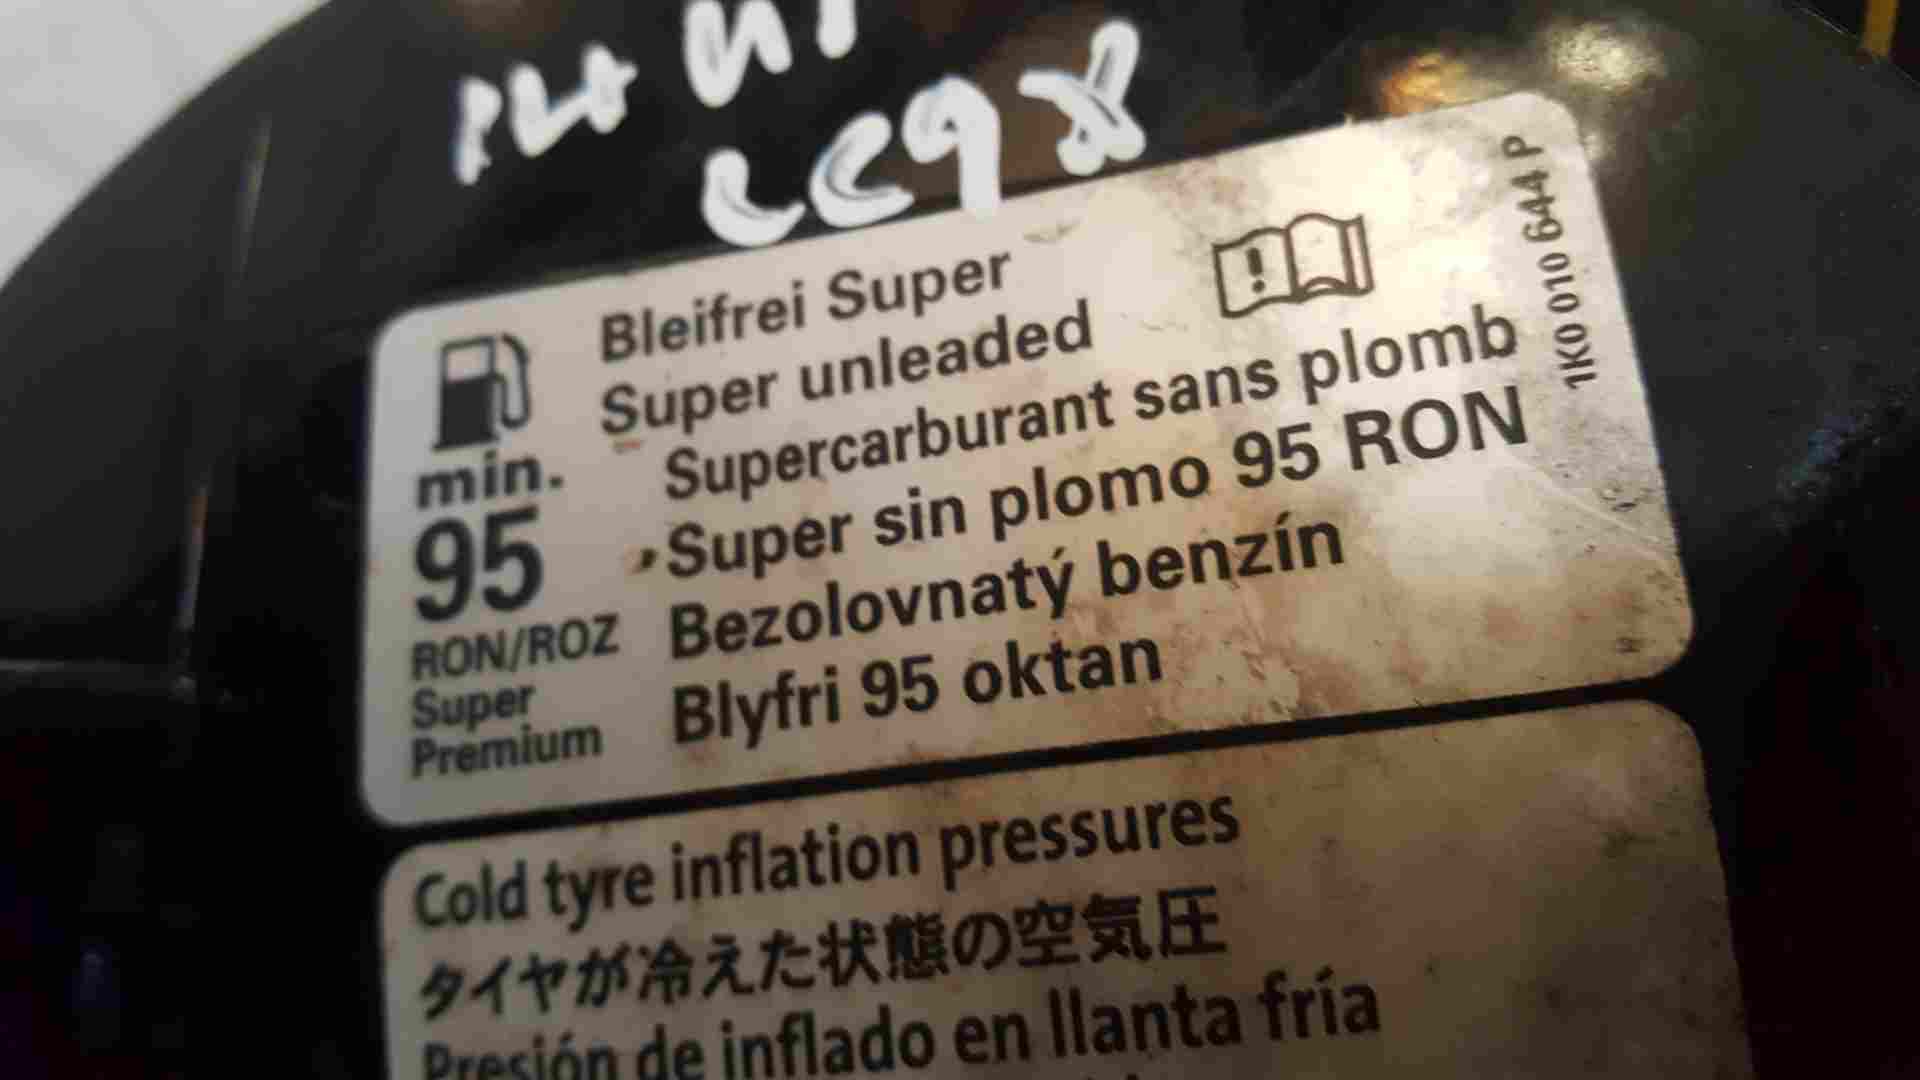 LC9X
Bleifrei Super
Super unleaded
Supercarburant sans plomb
Super sin plomo 95 RON
Bezolovnatý benzín
Blyfri 95 oktan
min.
95
RON/ROZ
Super
Premium
1K0 010 644 P
Cold tyre inflation pressures
タイヤが冷えた状態の空気圧
Presión de inflado en llanta fría